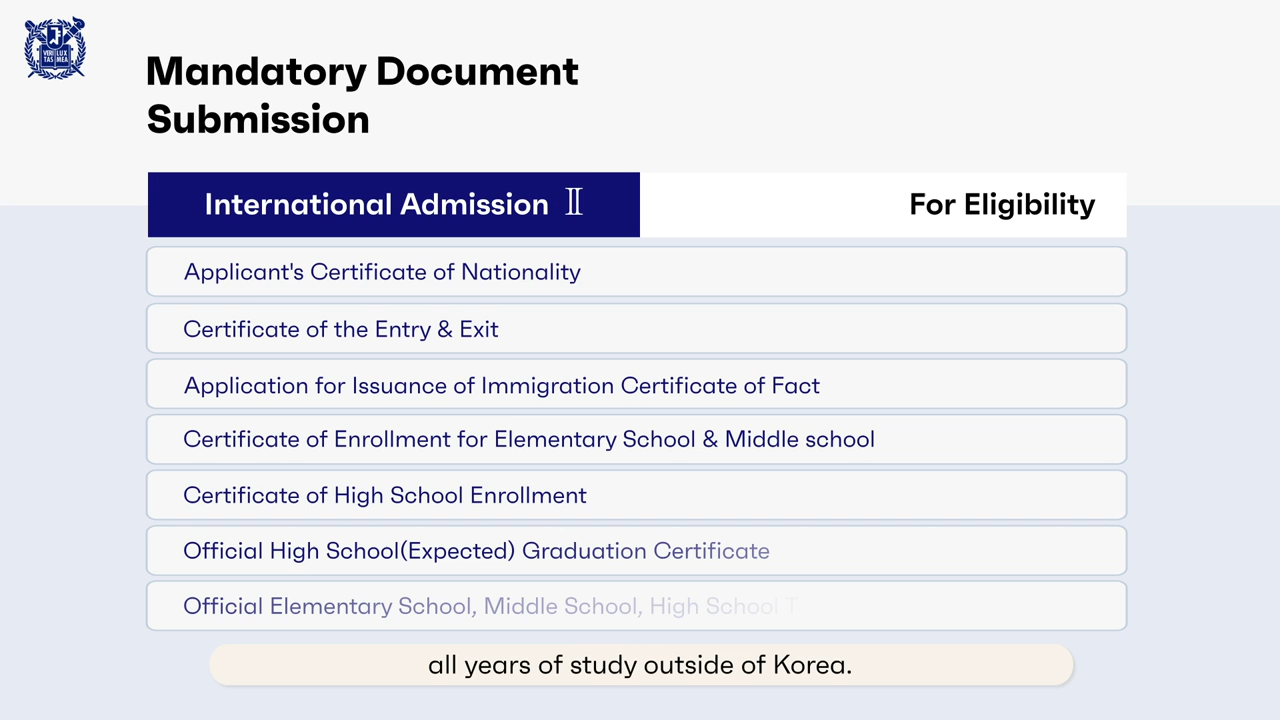 VERI LUX
TAS MEA
Mandatory Document
Submission
International Admission Ⅱ
For Eligibility
Applicant's Certificate of Nationality
Certificate of the Entry & Exit
Application for Issuance of Immigration Certificate of Fact
Certificate of Enrollment for Elementary School & Middle school
Certificate of High School Enrollment
Official High School(Expected) Graduation Certificate
Official Elementary School, Middle School, High School
all years of study outside of Korea.